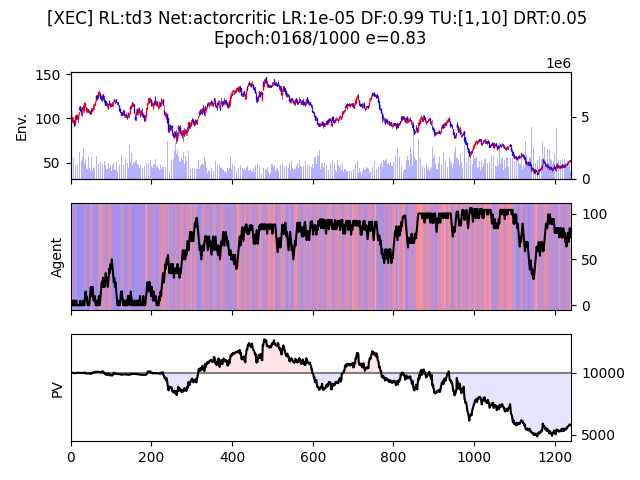 [XEC] RL:td3 Net:actorcritic LR:1e-05 DF:0.99 TU:[1,10] DRT:0.05
Epoch:0168/1000 e=0.83
1e6
150
100
50
Env.
5
0
Agent
100
50
0
PV
10000
5000
0 200 400 600 800 1000 1200